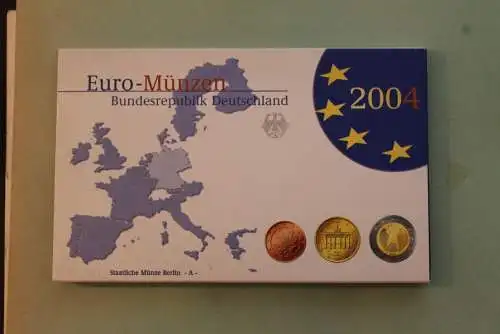 Euro-Münzen
Bundesrepublik Deutschland
2004
Staatliche Münze Berlin - A -